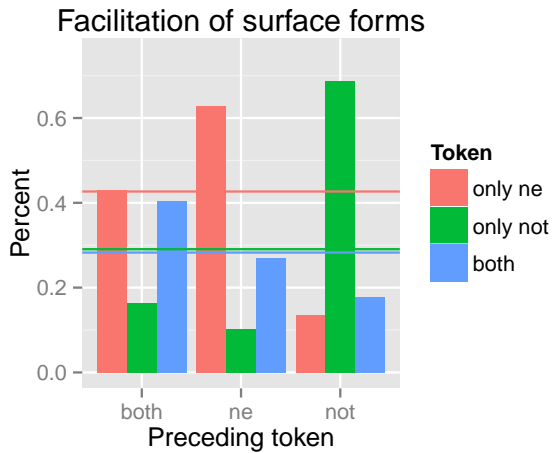 Facilitation of surface forms
Percent
0.6
0.4
0.2
0.0
both ne not
Preceding token
Token
only ne
only not
both